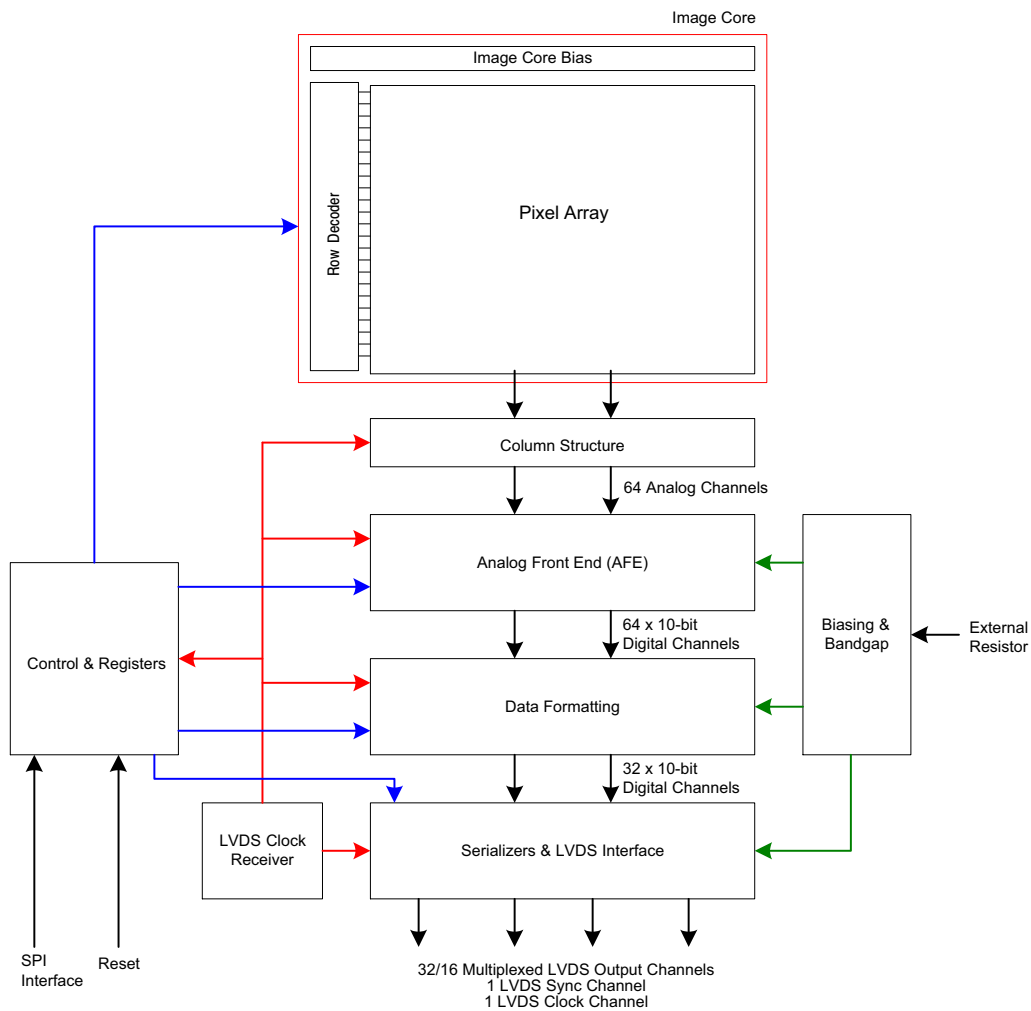 Image Core
Image Core Bias
Row Decoder
Pixel Array
Column Structure
64 Analog Channels
Analog Front End (AFE)
Biasing &
Bandgap
External
Resistor
64 x 10-bit
Digital Channels
Control & Registers
Data Formatting
32 x 10-bit
Digital Channels
LVDS Clock
Receiver
Serializers & LVDS Interface
SPI
Interface
Reset
32/16 Multiplexed LVDS Output Channels
1 LVDS Sync Channel
1 LVDS Clock Channel